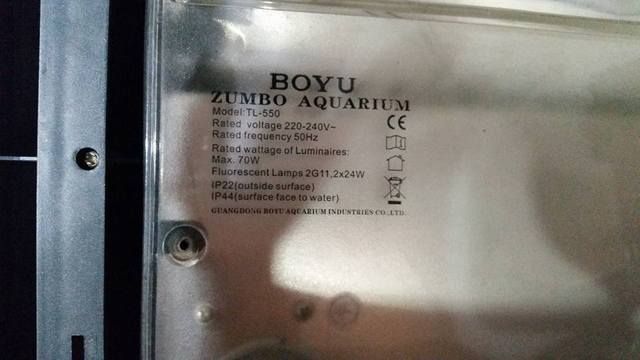 BOYU
ZUMBO AQUARIUM
Model:TL-550
Rated voltage 220-240V~
Rated frequency 50Hz
Rated wattage of Luminaires:
Max. 70W
Fluorescent Lamps 2G11,2x24W
IP22(outside surface)
IP44(surface face to water)
GUANGDONG BOYU AQUARIUM INDUSTRIES CO.,LTD.
CE